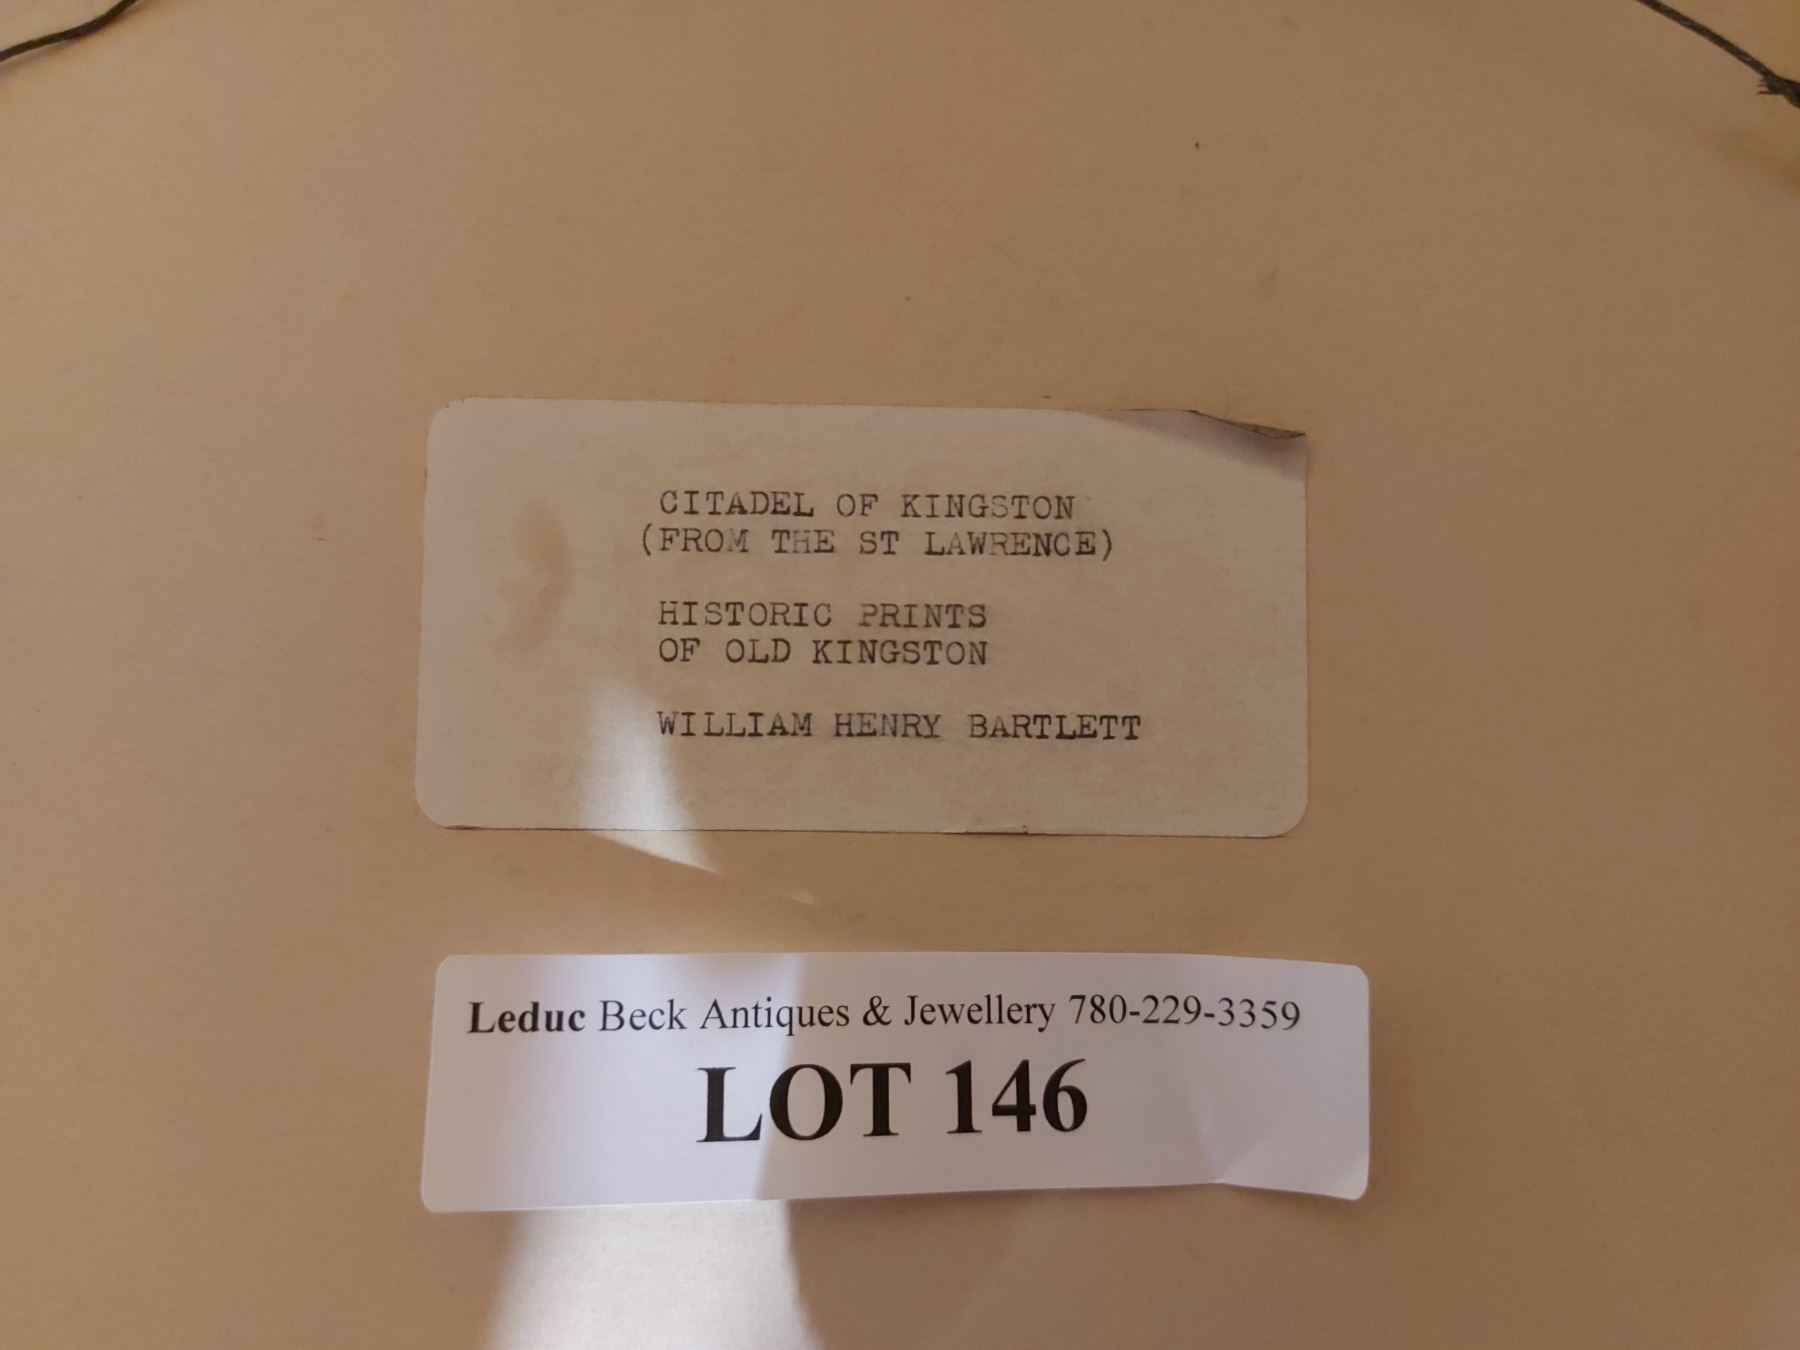 CITADEL OF KINGSTON
(FROM THE ST LAWRENCE)
HISTORIC PRINTS
OF OLD KINGSTON
WILLIAM HENRY BARTLETT
Leduc Beck Antiques & Jewellery 780-229-3359
LOT 146